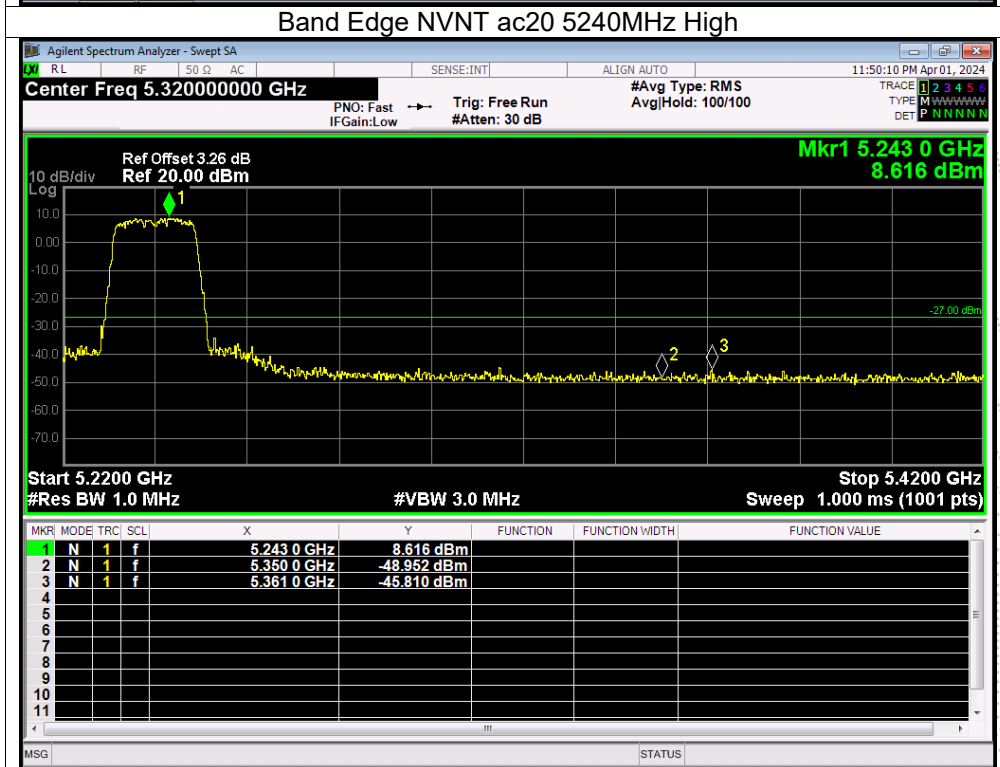 Band Edge NVNT ac20 5240MHz High
Agilent Spectrum Analyzer - Swept SA
LXI RL RF 50 Ω AC SENSE:INT ALIGN AUTO 11:50:10 PM Apr 01, 2024
Center Freq 5.320000000 GHz
PNO: Fast
IFGain:Low
Trig: Free Run
#Atten: 30 dB
#Avg Type: RMS
Avg|Hold: 100/100
TRACE 1 2 3 4 5 6
TYPE M WWWWW
DET P N N N N N
Mkr1 5.243 0 GHz
8.616 dBm
Ref Offset 3.26 dB
10 dB/div Ref 20.00 dBm
Log
1
10.0
0.00
-10.0
-20.0
-27.00 dBm
-30.0
-40.0
2
3
-50.0
-60.0
-70.0
Start 5.2200 GHz Stop 5.4200 GHz
#Res BW 1.0 MHz #VBW 3.0 MHz Sweep 1.000 ms (1001 pts)
MKR MODE TRC SCL X Y FUNCTION FUNCTION WIDTH FUNCTION VALUE
1 N 1 f 5.243 0 GHz 8.616 dBm
2 N 1 f 5.350 0 GHz -48.952 dBm
3 N 1 f 5.361 0 GHz -45.810 dBm
4
5
6
7
8
9
10
11
MSG STATUS